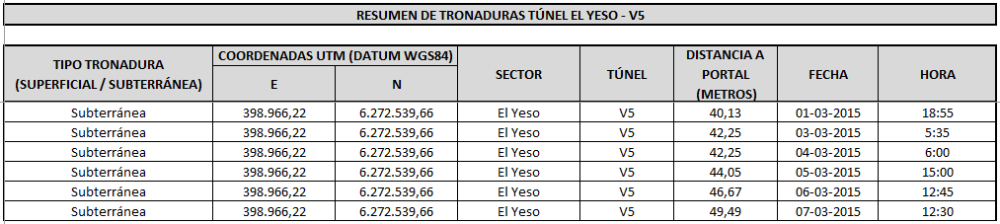 RESUMEN DE TRONADURAS TÚNEL EL YESO - V5
TIPO TRONADURA (SUPERFICIAL / SUBTERRÁNEA) COORDENADAS UTM (DATUM WGS84) E N SECTOR TÚNEL DISTANCIA A PORTAL (METROS) FECHA HORA
Subterránea 398.966,22 6.272.539,66 El Yeso V5 40,13 01-03-2015 18:55
Subterránea 398.966,22 6.272.539,66 El Yeso V5 42,25 03-03-2015 5:35
Subterránea 398.966,22 6.272.539,66 El Yeso V5 42,25 04-03-2015 6:00
Subterránea 398.966,22 6.272.539,66 El Yeso V5 44,05 05-03-2015 15:00
Subterránea 398.966,22 6.272.539,66 El Yeso V5 46,67 06-03-2015 12:45
Subterránea 398.966,22 6.272.539,66 El Yeso V5 49,49 07-03-2015 12:30